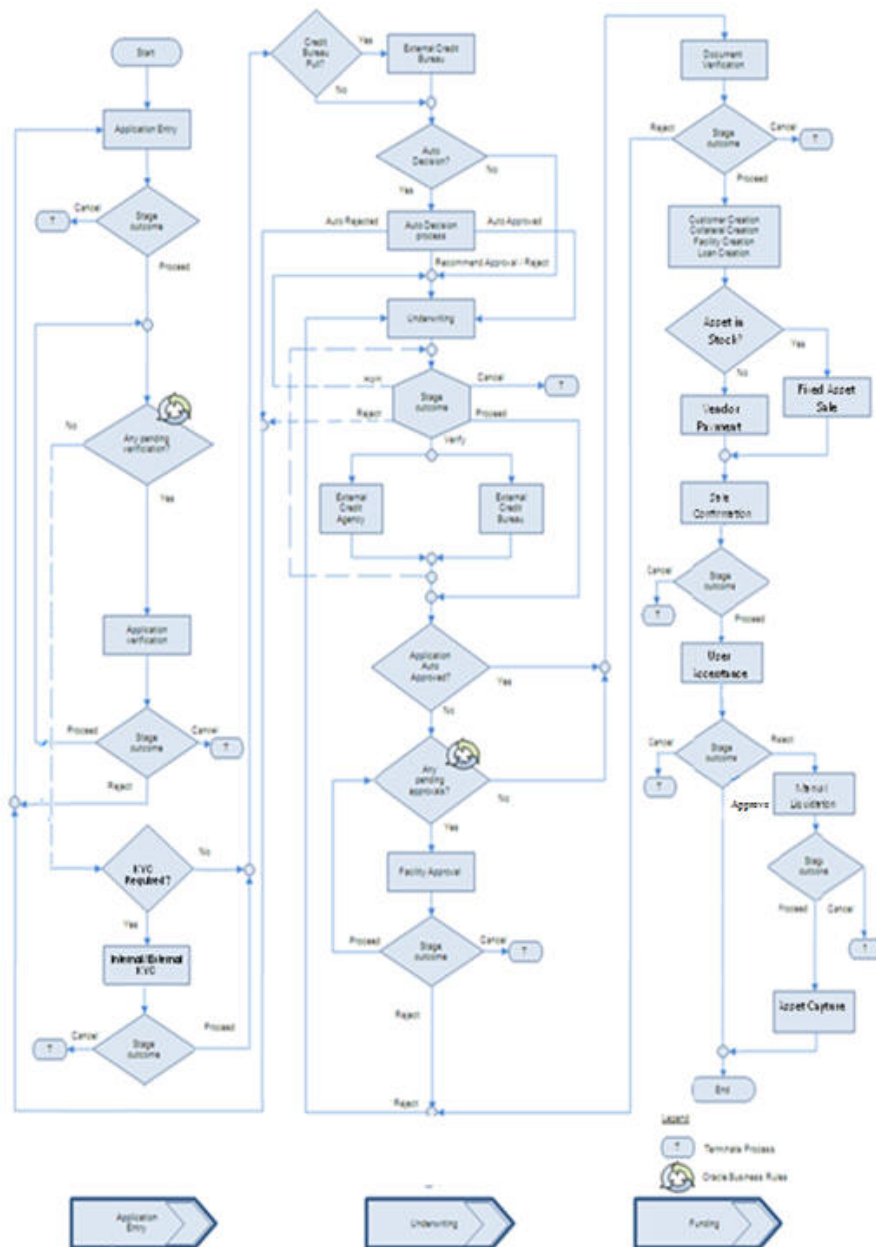 Start
Application Entry
Stage
outcome
Cancel
T
Proceed
Any pending
verification?
No
Yes
Application
verification
Stage
outcome
Proceed
Cancel
T
Reject
KYC
Required?
No
Yes
Internal/External
KYC
Stage
outcome
Cancel
T
Proceed
Credit
Bureau
Pull?
Yes
External Credit
Bureau
No
Auto
Decision?
No
Yes
Auto Rejected
Auto Decision
process
Auto Approved
Recommend Approval / Reject
Underwriting
Stage
outcome
Cancel
T
Reject
Proceed
Verify
External
Credit
Agency
External
Credit
Bureau
Application
Auto
Approved?
Yes
No
Any
pending
approvals?
No
Yes
Facility Approval
Stage
outcome
Proceed
Cancel
T
Reject
Reject
Document
Verification
Reject
Stage
outcome
Cancel
T
Proceed
Customer Creation
Collateral Creation
Facility Creation
Loan Creation
Asset in
Stock?
Yes
No
Fixed Asset
Sale
Vendor
Payment
Sale
Confirmation
Stage
outcome
Cancel
T
Proceed
User
Acceptance
Stage
outcome
Cancel
T
Reject
Approve
Manual
Liquidation
Stage
outcome
Proceed
Cancel
T
Asset Capture
End
Legend
T
Terminate Process
Oracle Business Rules
Application
Entry
Underwriting
Funding